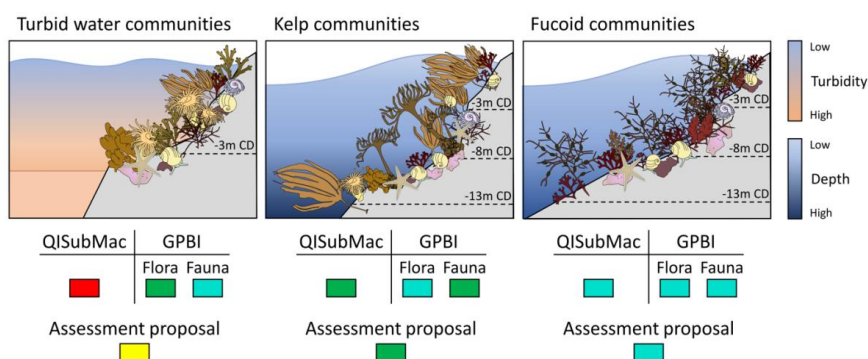 Turbid water communities
-3m CD
Kelp communities
-3m CD
-8m CD
-13m CD
Fucoid communities
-3m CD
-8m CD
-13m CD
Low
Turbidity
High
Low
Depth
High
QISubMac GPBI
Flora Fauna
Assessment proposal
QISubMac GPBI
Flora Fauna
Assessment proposal
QISubMac GPBI
Flora Fauna
Assessment proposal